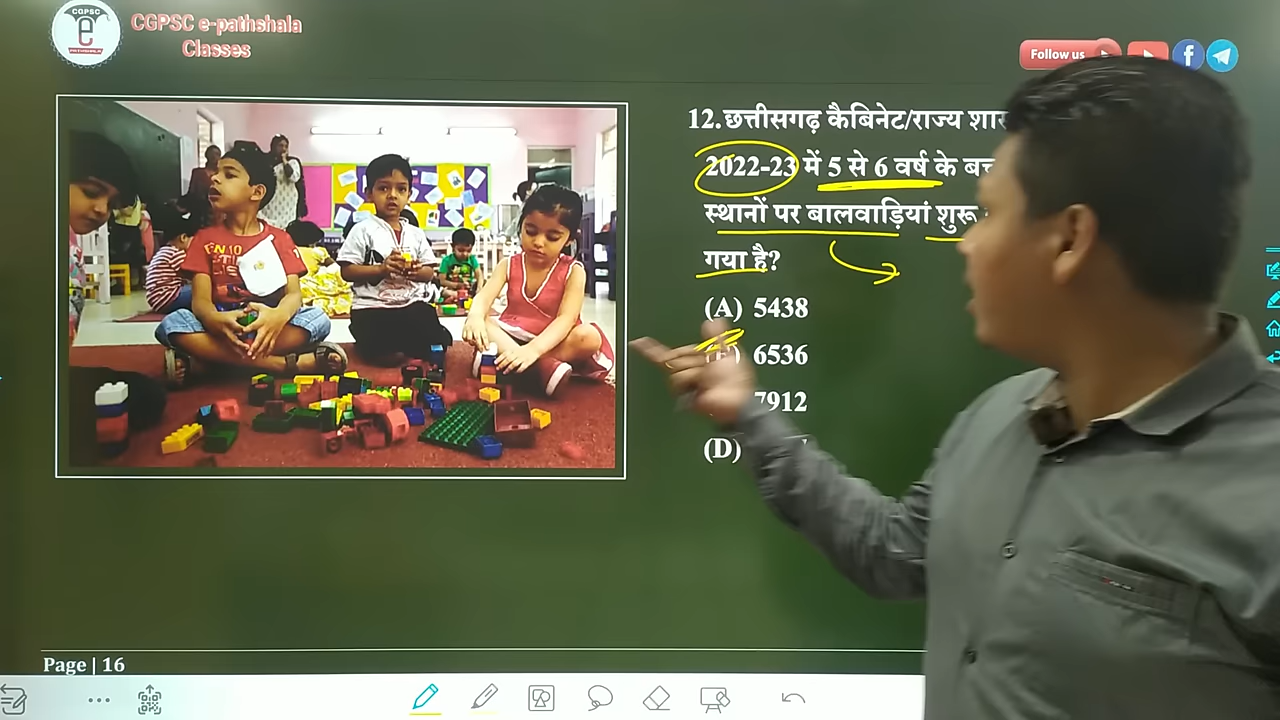 CGPSC
e
CGPSC e-pathshala
Classes
Follow us
12. छत्तीसगढ़ कैबिनेट/राज्य
2022-23 में 5 से 6 वर्ष के
स्थानों पर बालवाड़ियां शुरू
गया है?
(A) 5438
6536
7912
(D)
Page | 16